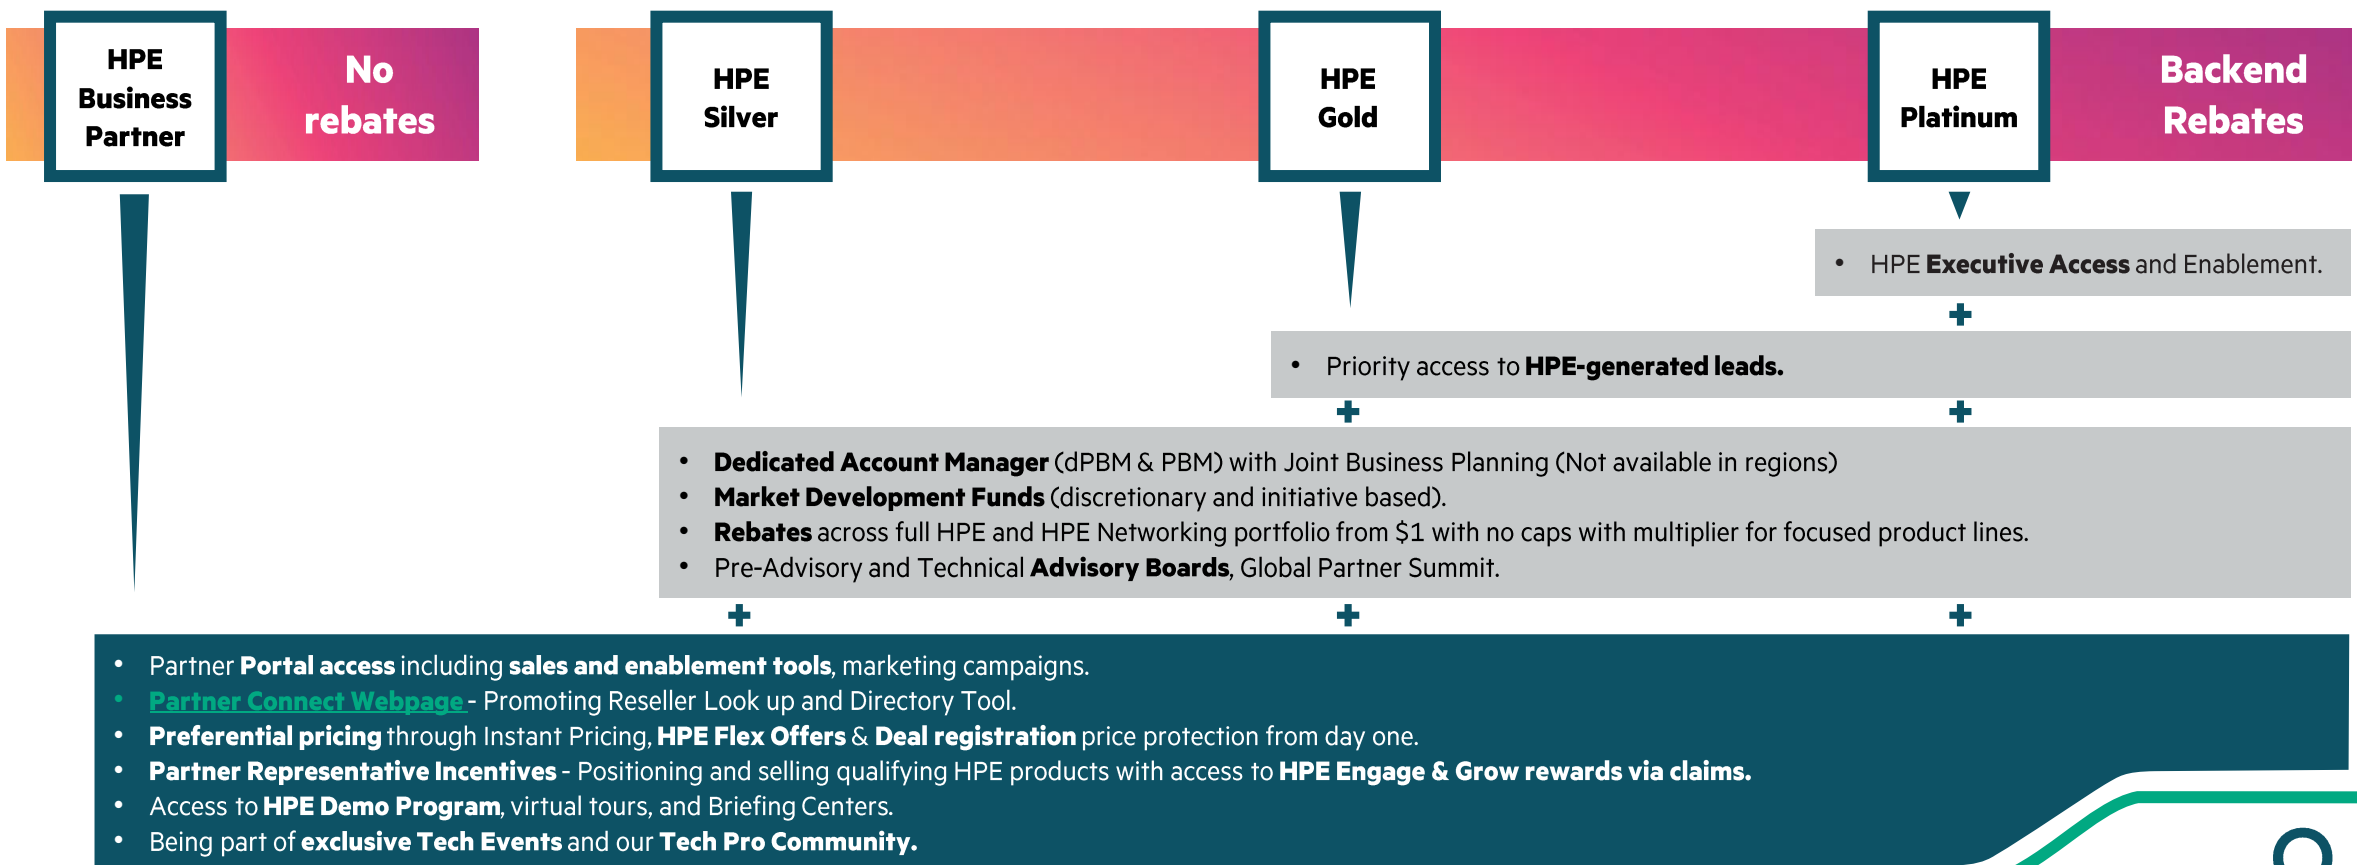 HPE
Business
Partner
No
rebates
HPE
Silver
HPE
Gold
HPE
Platinum
Backend
Rebates
• HPE Executive Access and Enablement.
• Priority access to HPE-generated leads.
• Dedicated Account Manager (dPBM & PBM) with Joint Business Planning (Not available in regions)
• Market Development Funds (discretionary and initiative based).
• Rebates across full HPE and HPE Networking portfolio from $1 with no caps with multiplier for focused product lines.
• Pre-Advisory and Technical Advisory Boards, Global Partner Summit.
• Partner Portal access including sales and enablement tools, marketing campaigns.
• Partner Connect Webpage - Promoting Reseller Look up and Directory Tool.
• Preferential pricing through Instant Pricing, HPE Flex Offers & Deal registration price protection from day one.
• Partner Representative Incentives - Positioning and selling qualifying HPE products with access to HPE Engage & Grow rewards via claims.
• Access to HPE Demo Program, virtual tours, and Briefing Centers.
• Being part of exclusive Tech Events and our Tech Pro Community.